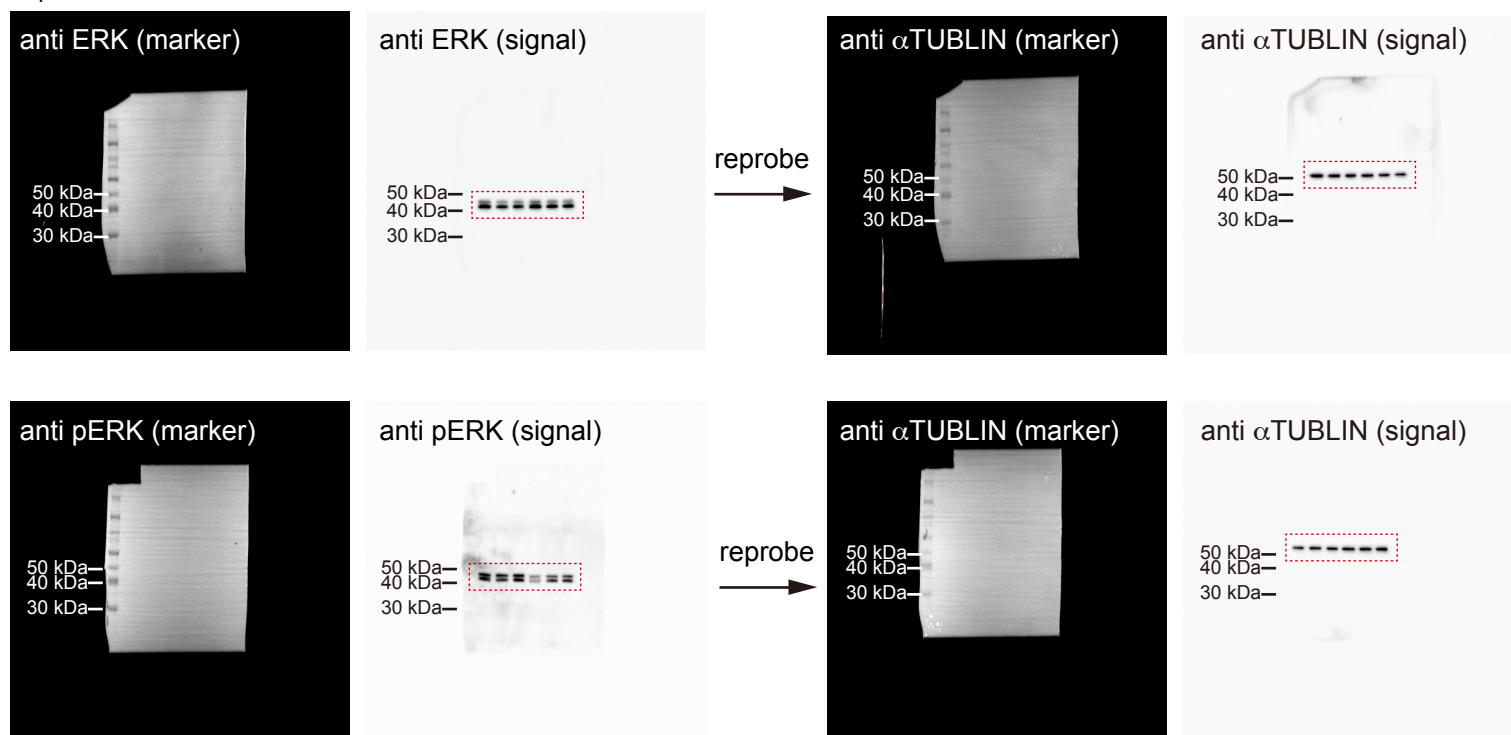 anti ERK (marker)
50 kDa
40 kDa
30 kDa
anti ERK (signal)
50 kDa
40 kDa
30 kDa
reprobe
anti αTUBLIN (marker)
50 kDa
40 kDa
30 kDa
anti αTUBLIN (signal)
50 kDa
40 kDa
30 kDa
anti pERK (marker)
50 kDa
40 kDa
30 kDa
anti pERK (signal)
50 kDa
40 kDa
30 kDa
reprobe
anti αTUBLIN (marker)
50 kDa
40 kDa
30 kDa
anti αTUBLIN (signal)
50 kDa
40 kDa
30 kDa